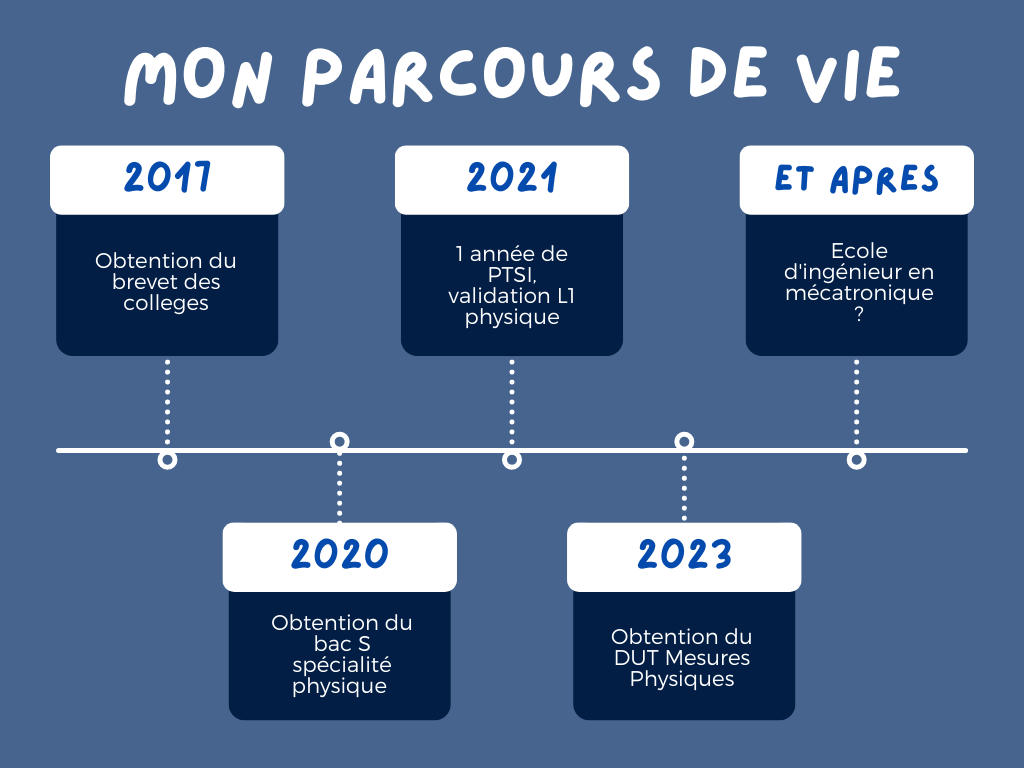 MON PARCOURS DE VIE
2017
Obtention du
brevet des
colleges
2020
Obtention du
bac S
spécialité
physique
2021
1 année de
PTSI,
validation L1
physique
2023
Obtention du
DUT Mesures
Physiques
ET APRES
Ecole
d'ingénieur en
mécatronique
?